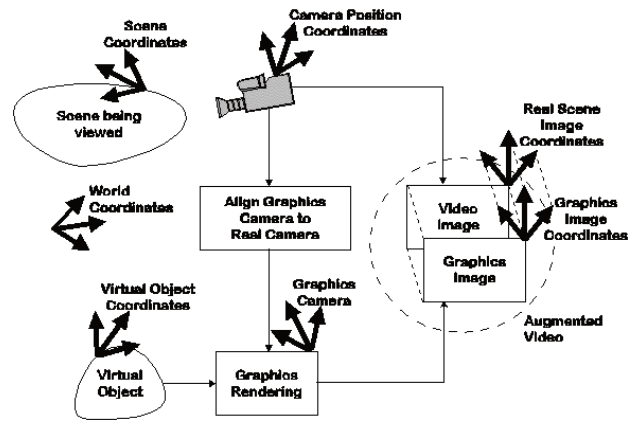 Scene
Coordinates
Camera Position
Coordinates
Scene being
viewed
Real Scene
Image
Coordinates
World
Coordinates
Align Graphics
Camera to
Real Camera
Video
Image
Graphics
Image
Coordinates
Graphics
Image
Virtual Object
Coordinates
Graphics
Camera
Augmented
Video
Virtual
Object
Graphics
Rendering